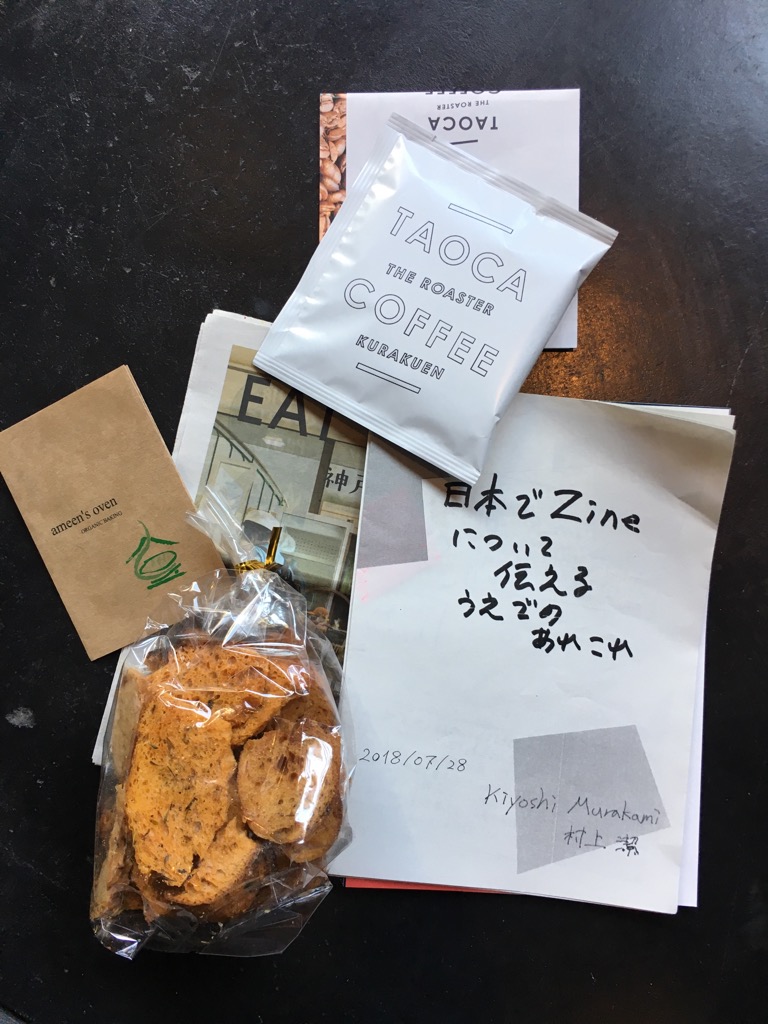 COFFEE
THE ROASTER
TAOCA
TAOCA
THE ROASTER
COFFEE
KURAKUEN
EAT
神戸
ameen's oven
ORGANIC BAKING
日本でZine
について
伝える
うえでの
あれこれ
2018/07/28
Kiyoshi Murakami
村上 潔